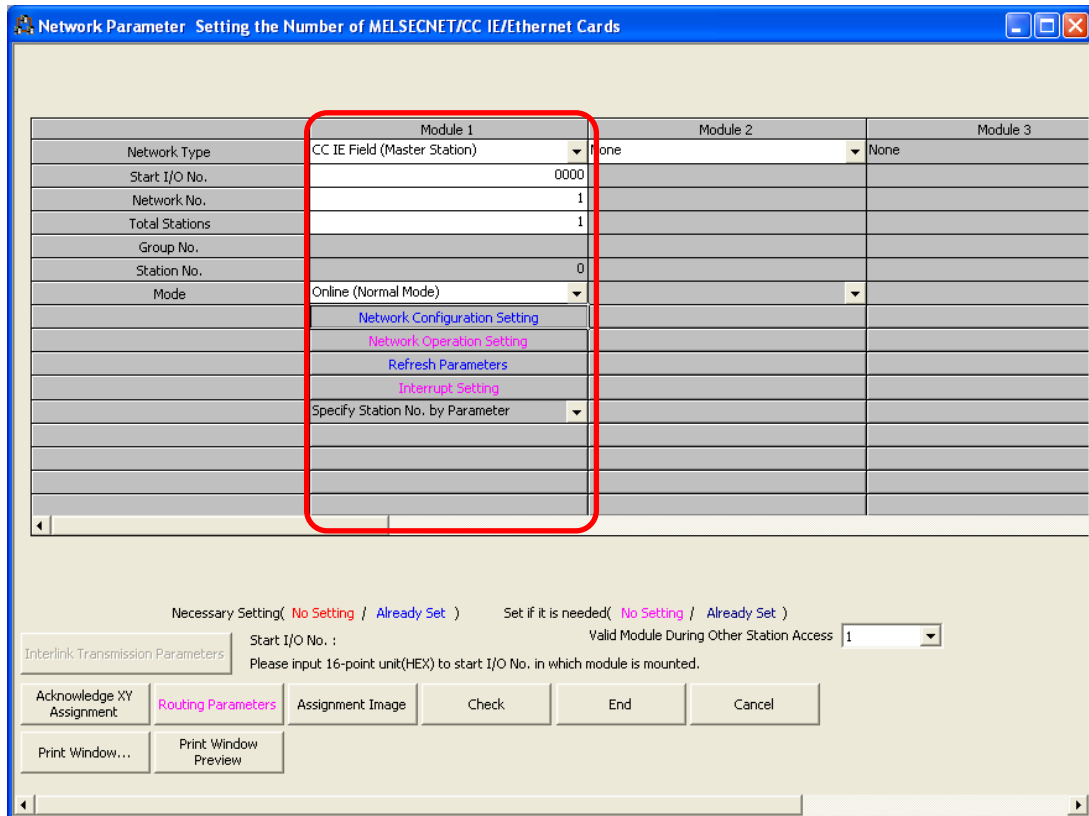 Network Parameter Setting the Number of MELSECNET/CC IE/Ethernet Cards
Module 1 Module 2 Module 3
Network Type CC IE Field (Master Station) None None
Start I/O No. 0000
Network No. 1
Total Stations 1
Group No.
Station No. 0
Mode Online (Normal Mode)
Network Configuration Setting
Network Operation Setting
Refresh Parameters
Interrupt Setting
Specify Station No. by Parameter
Necessary Setting( No Setting / Already Set ) Set if it is needed( No Setting / Already Set )
Interlink Transmission Parameters
Start I/O No. :
Valid Module During Other Station Access 1
Please input 16-point unit(HEX) to start I/O No. in which module is mounted.
Acknowledge XY
Assignment
Routing Parameters Assignment Image Check End Cancel
Print Window...
Print Window
Preview